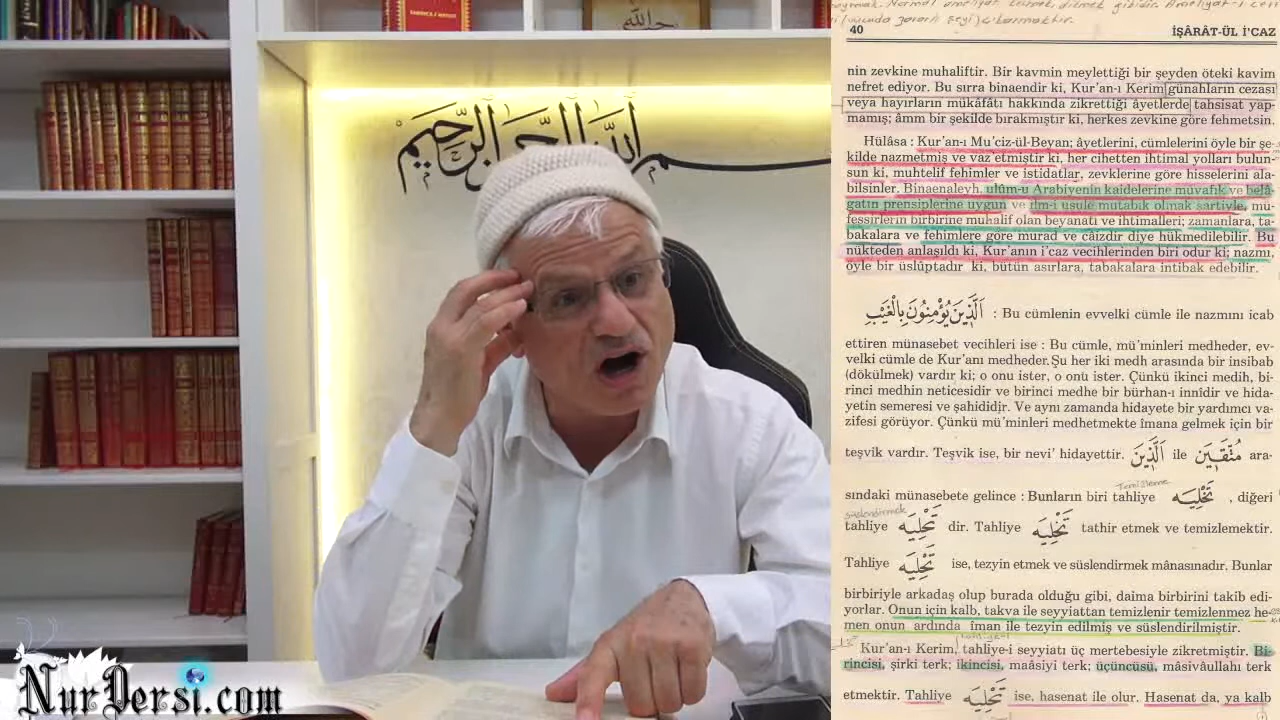 بسم الله الرحمن الرحيم
NurDersi.com
40 İŞÂRÂT-ÜL İ'CAZ
nin zevkine muhaliftir. Bir kavmin meylettiği bir şeyden öteki kavim
nefret ediyor. Bu sırra binaendir ki, Kur'an-ı Kerim günahların cezası
veya hayırların mükâfâtı hakkında zikrettiği âyetlerde tahsisat yap-
mamış; âmm bir şekilde bırakmıştır ki, herkes zevkine göre fehmetsin.
Hülâsa : Kur'an-ı Mu'ciz-ül-Beyan; âyetlerini, cümlelerini öyle bir şe-
kilde nazmetmiş ve vaz etmiştir ki, her cihetten ihtimal yolları bulun-
sun ki, muhtelif fehimler ve istidatlar, zevklerine göre hisselerini ala-
bilsinler. Binaenaleyh, ulûm-u Arabiyenin kaidelerine muvafık ve belâ-
gatın prensiplerine uygun ve ilm-i usule mutabık olmak şartiyle, mü-
fessirlerin birbirine muhalif olan beyanatı ve ihtimalleri; zamanlara, ta-
bakalara ve fehimlere göre murad ve câizdir diye hükmedilebilir. Bu
nükteden anlaşıldı ki, Kur'anın i'caz vecihlerinden biri odur ki; nazmı,
öyle bir üslûptadır ki, bütün asırlara, tabakalara intibak edebilir.
اَلَّذِينَ يُؤْمِنُونَ بِالْغَيْبِ : Bu cümlenin evvelki cümle ile nazmını icab
ettiren münasebet vecihleri ise : Bu cümle, mü'minleri medheder, ev-
velki cümle de Kur'anı medheder. Şu her iki medh arasında bir insibab
(dökülmek) vardır ki; o onu ister, o onu ister. Çünkü ikinci medih, bi-
rinci medhin neticesidir ve birinci medhe bir bürhan-ı innîdir ve hida-
yetin semeresi ve şahididir. Ve aynı zamanda hidayete bir yardımcı va-
zifesi görüyor. Çünkü mü'minleri medhetmekte îmana gelmek için bir
teşvik vardır. Teşvik ise, bir nevi' hidayettir. اَلَّذِينَ ile مُتَّقِينَ ara-
Temizleme
sındaki münasebete gelince : Bunların biri tahliye تَخْلِيَه , diğeri
süslendirmek
tahliye تَحْلِيَه dir. Tahliye تَخْلِيَه tathir etmek ve temizlemektir.
Tahliye تَحْلِيَه ise, tezyin etmek ve süslendirmek mânasınadır. Bunlar
birbiriyle arkadaş olup burada olduğu gibi, daima birbirini takib edi-
yorlar. Onun için kalb, takva ile seyyiattan temizlenir temizlenmez he-
men onun ardında îman ile tezyin edilmiş ve süslendirilmiştir.
Kur'an-ı Kerim, tahliye-i seyyiatı üç mertebesiyle zikretmiştir. Bi-
rincisi, şirki terk; ikincisi, maâsiyi terk; üçüncüsü, mâsivâullahı terk
etmektir. Tahliye تَحْلِيَه ise, hasenat ile olur. Hasenat da, ya kalb